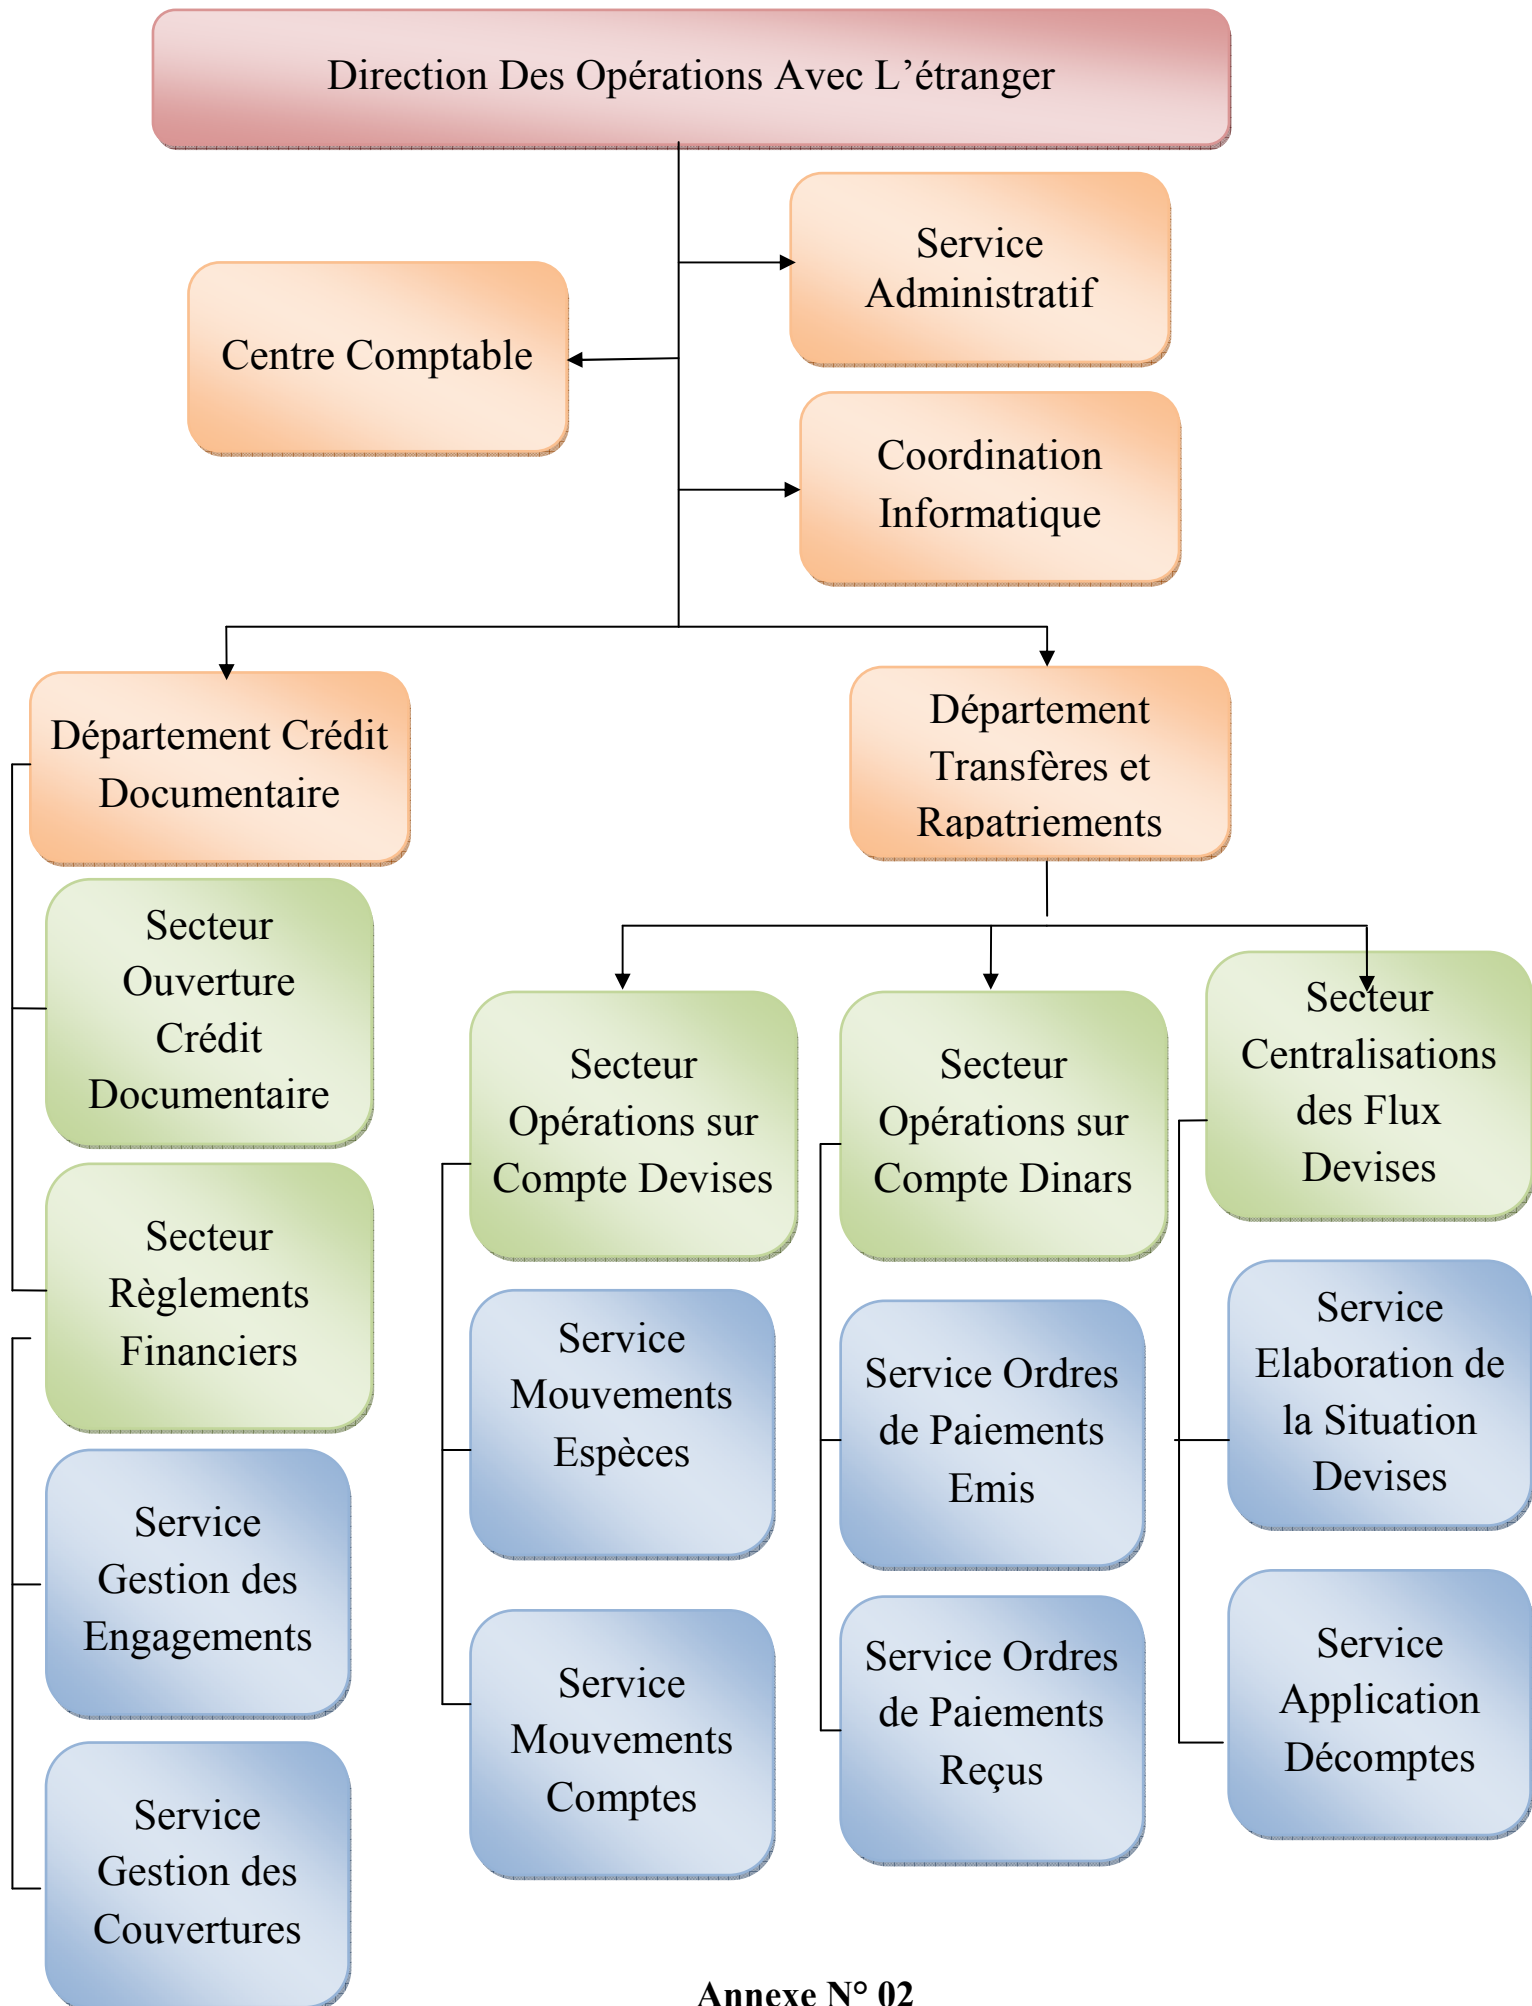 Direction Des Opérations Avec L’étranger
Service
Administratif
Centre Comptable
Coordination
Informatique
Département Crédit
Documentaire
Département
Transfères et
Rapatriements
Secteur
Ouverture
Crédit
Documentaire
Secteur
Règlements
Financiers
Service
Gestion des
Engagements
Service
Gestion des
Couvertures
Secteur
Opérations sur
Compte Devises
Service
Mouvements
Espèces
Service
Mouvements
Comptes
Secteur
Opérations sur
Compte Dinars
Service Ordres
de Paiements
Emis
Service Ordres
de Paiements
Reçus
Secteur
Centralisations
des Flux
Devises
Service
Elaboration de
la Situation
Devises
Service
Application
Décomptes
Annexe N° 02